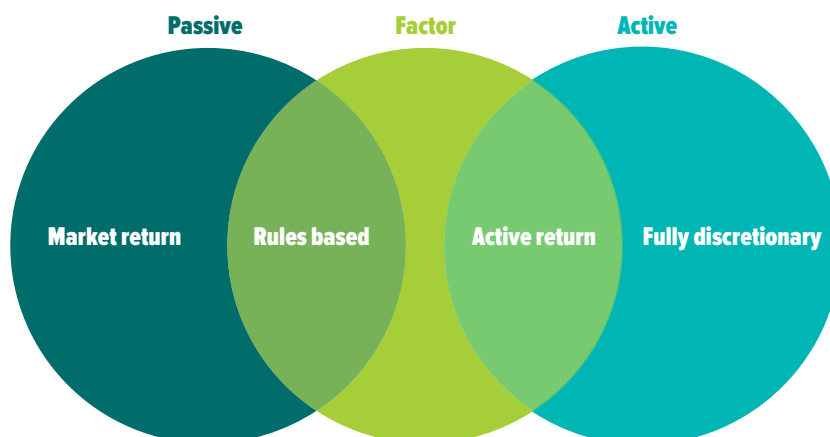 Passive
Factor
Active
Market return
Rules based
Active return
Fully discretionary